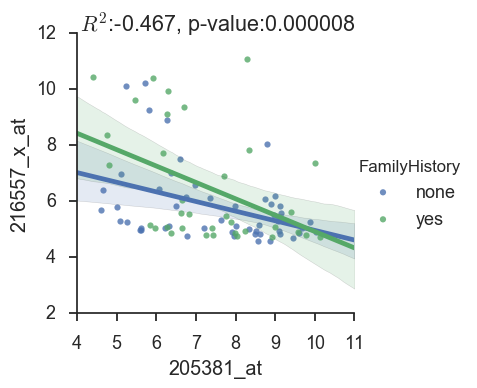 R²:-0.467, p-value:0.000008
12
10
8
6
4
2
216557_x_at
4 5 6 7 8 9 10 11
205381_at
FamilyHistory
none
yes